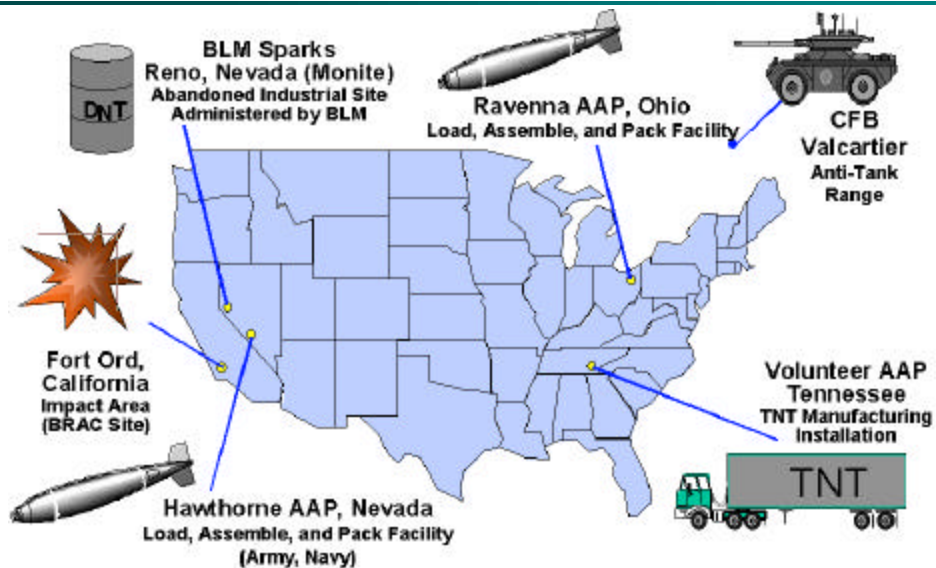 DNT
BLM Sparks
Reno, Nevada (Monite)
Abandoned Industrial Site
Administered by BLM
Ravenna AAP, Ohio
Load, Assemble, and Pack Facility
CFB
Valcartier
Anti-Tank
Range
Fort Ord,
California
Impact Area
(BRAC Site)
Volunteer AAP
Tennessee
TNT Manufacturing
Installation
TNT
Hawthorne AAP, Nevada
Load, Assemble, and Pack Facility
(Army, Navy)